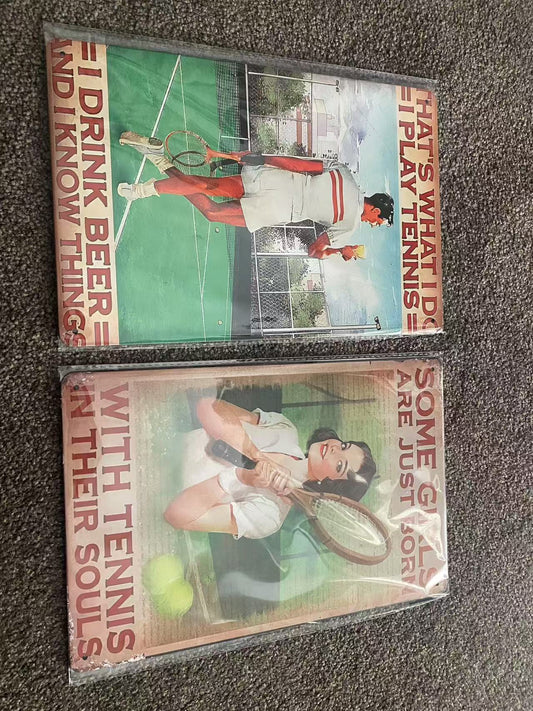 THAT'S WHAT I DO
I PLAY TENNIS
I DRINK BEER
AND I KNOW THINGS
SOME GIRLS
ARE JUST BORN
WITH TENNIS
IN THEIR SOULS